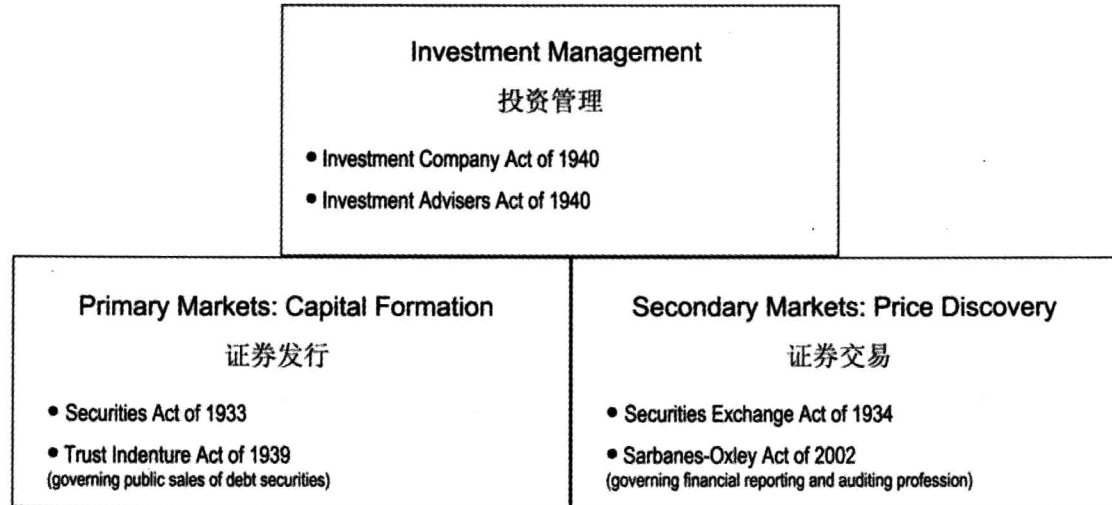 Investment Management
投资管理
• Investment Company Act of 1940
• Investment Advisers Act of 1940
Primary Markets: Capital Formation
证券发行
• Securities Act of 1933
• Trust Indenture Act of 1939
(governing public sales of debt securities)
Secondary Markets: Price Discovery
证券交易
• Securities Exchange Act of 1934
• Sarbanes-Oxley Act of 2002
(governing financial reporting and auditing profession)